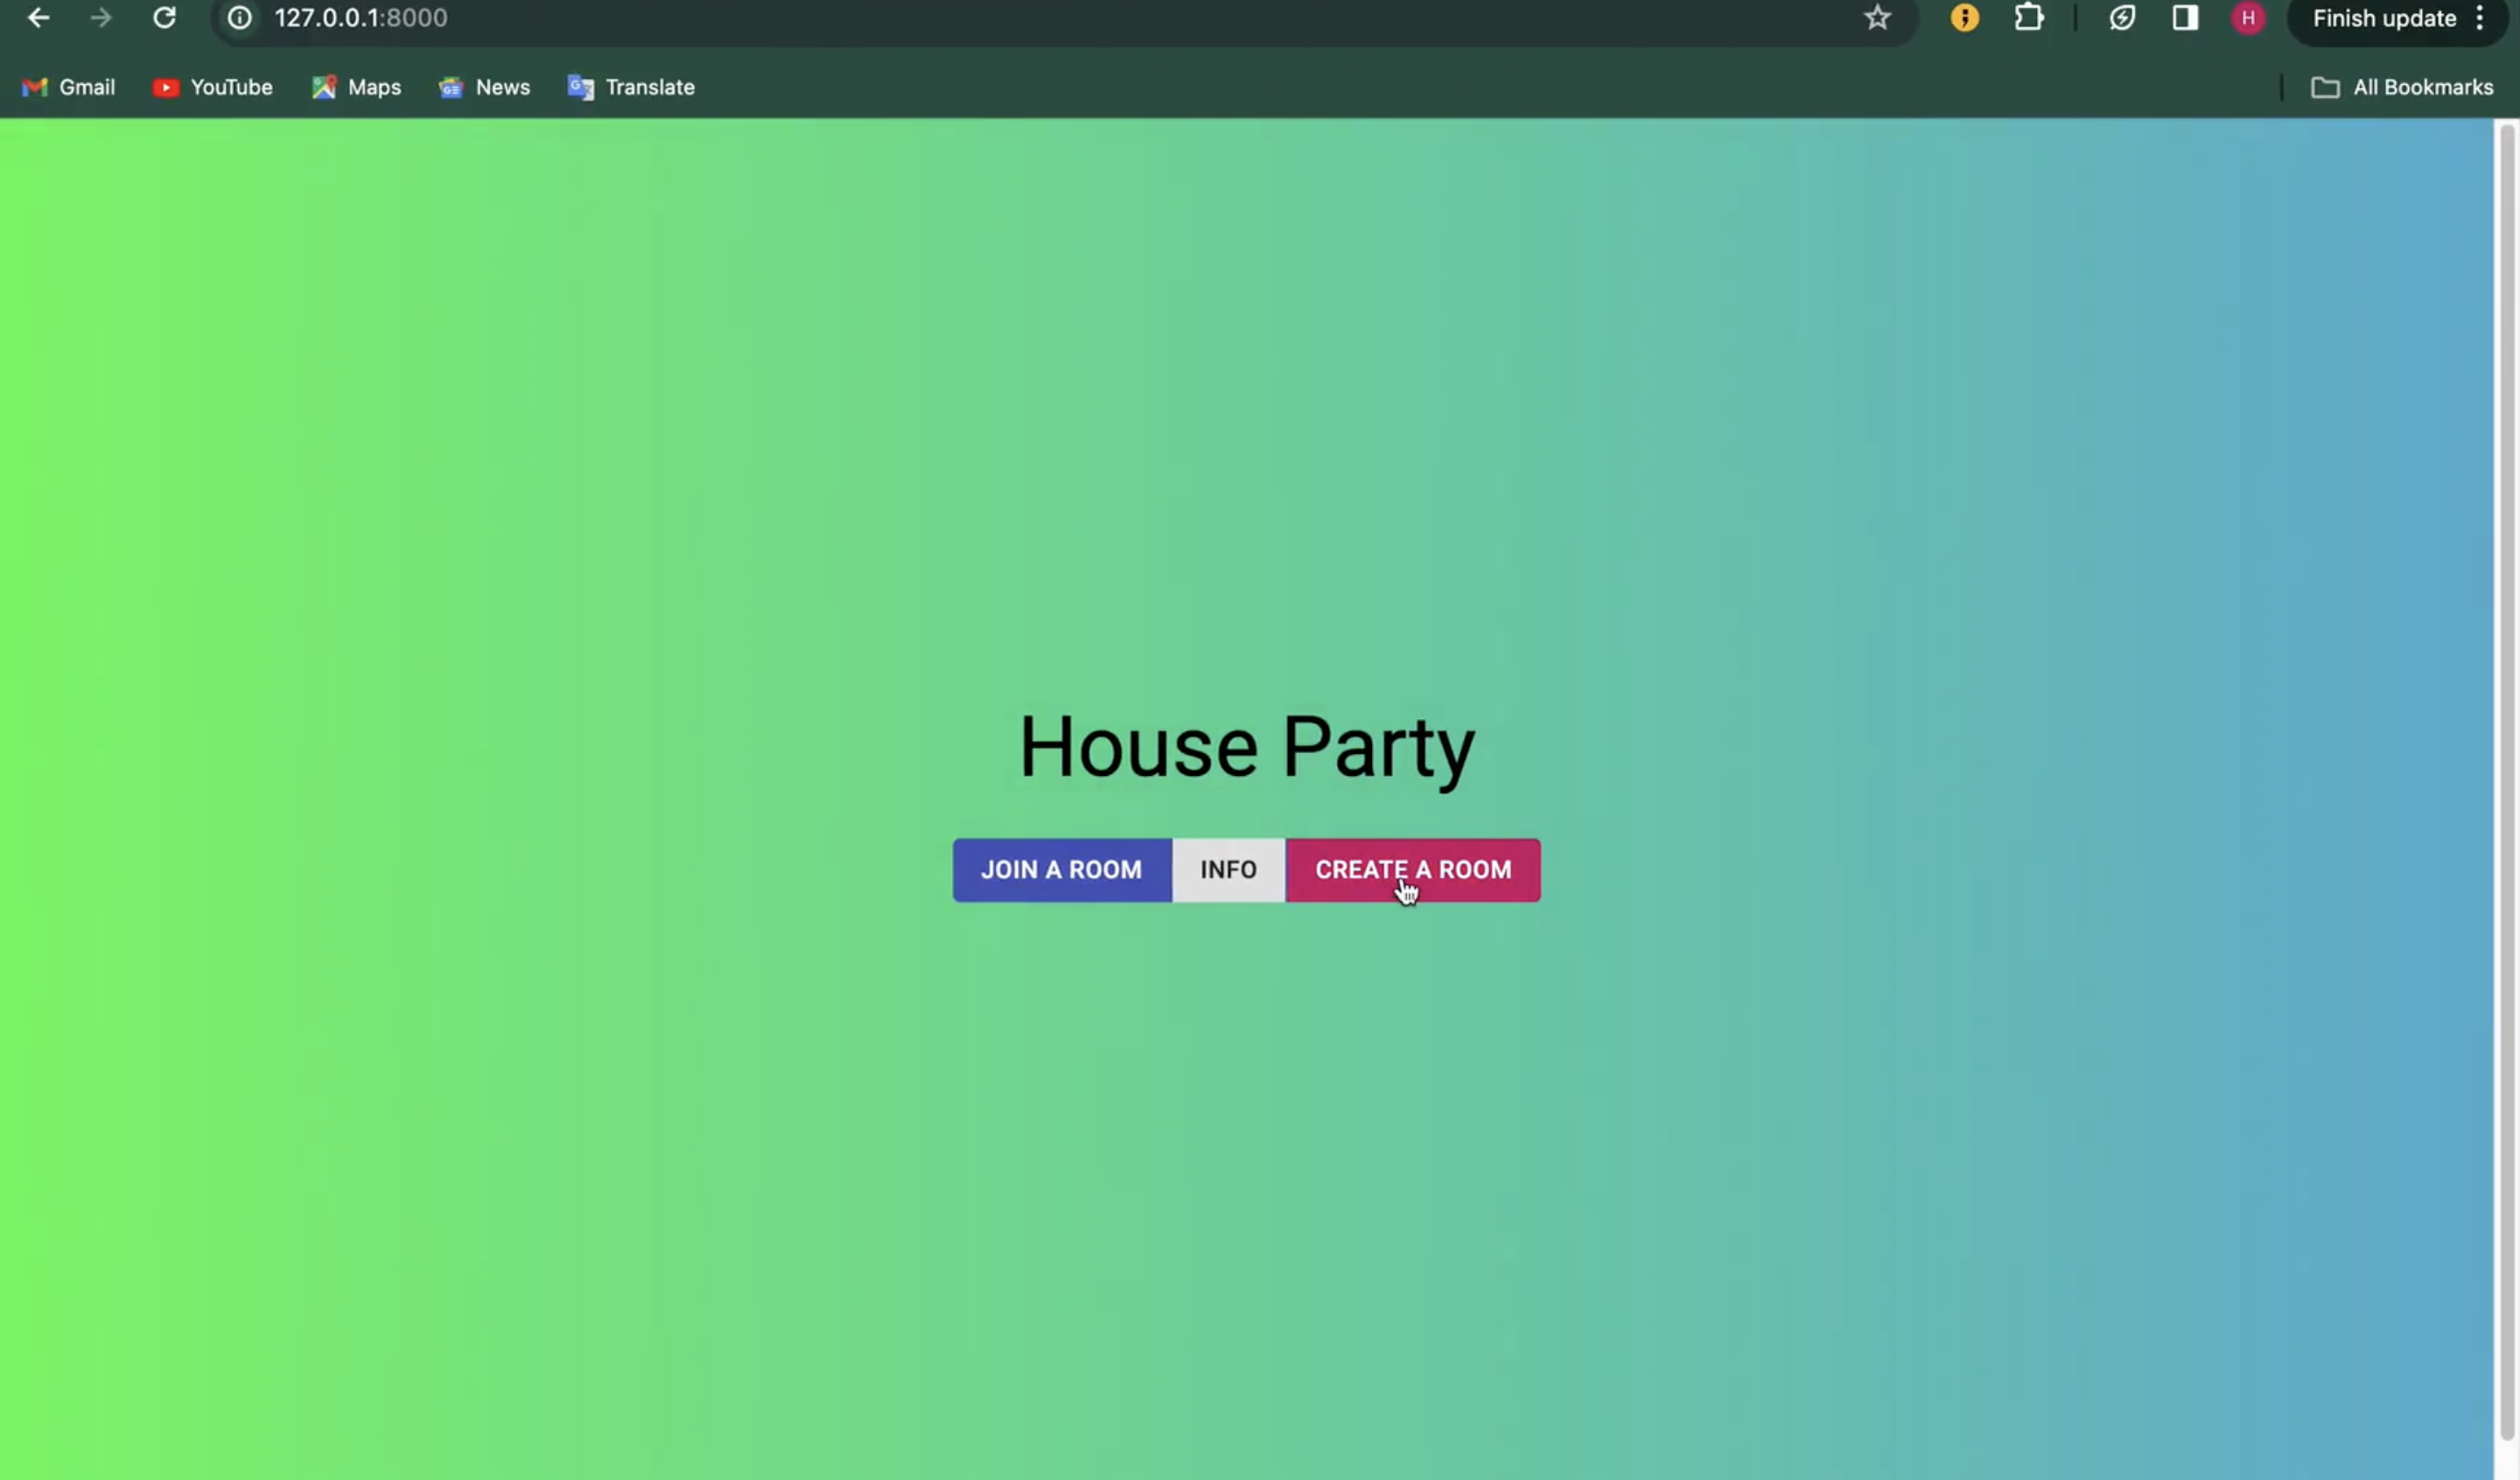 127.0.0.1:8000
H
Finish update
Gmail
YouTube
Maps
News
Translate
All Bookmarks
House Party
JOIN A ROOM
INFO
CREATE A ROOM